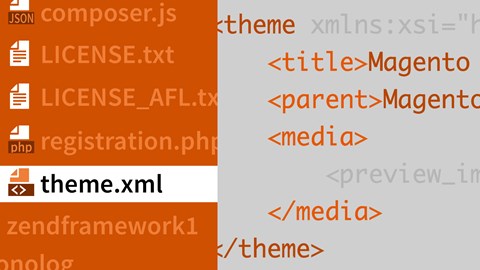 JSON
composer.js
LICENSE.txt
LICENSE_AFL.tx
php
registration.php
<>
theme.xml
zendframework1
onolog
<theme xmlns:xsi="h
<title>Magento
<parent>Magento
<media>
<preview_im
</media>
</theme>